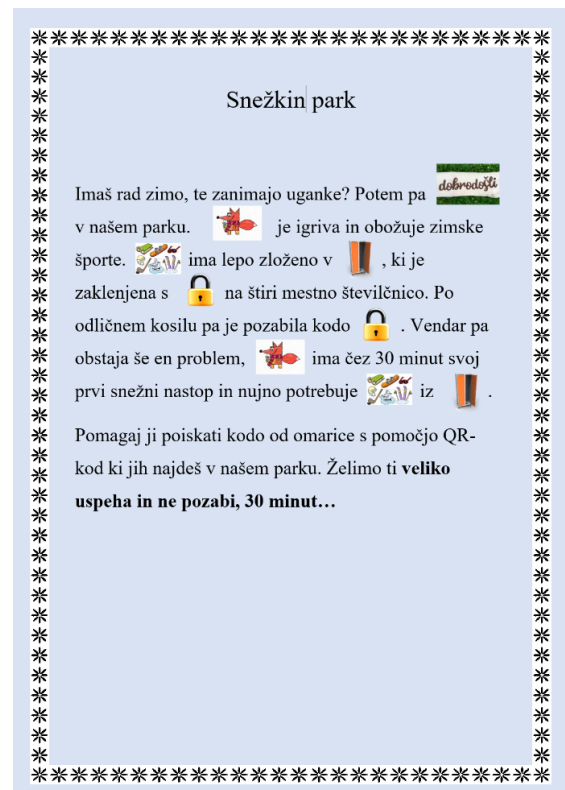 Snežkin park
Imaš rad zimo, te zanimajo uganke? Potem pa dobrodošli
v našem parku. je igriva in obožuje zimske
športe. ima lepo zloženo v , ki je
zaklenjena s na štiri mestno številčnico. Po
odličnem kosilu pa je pozabila kodo . Vendar pa
obstaja še en problem, ima čez 30 minut svoj
prvi snežni nastop in nujno potrebuje iz .
Pomagaj ji poiskati kodo od omarice s pomočjo QR-
kod ki jih najdeš v našem parku. Želimo ti veliko
uspeha in ne pozabi, 30 minut…